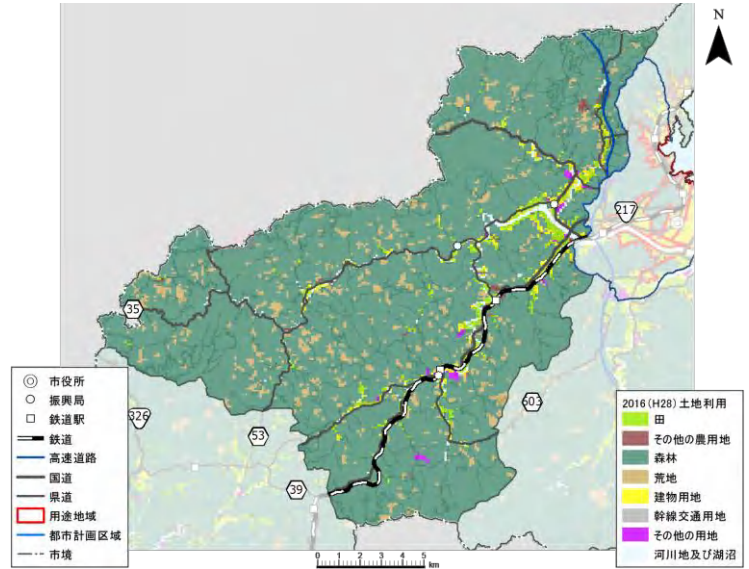 N
217
35
503
326
53
39
市役所
振興局
鉄道駅
鉄道
高速道路
国道
県道
用途地域
都市計画区域
市境
2016(H28)土地利用
田
その他の農用地
森林
荒地
建物用地
幹線交通用地
その他の用地
河川地及び湖沼
0 1 2 3 4 5
km